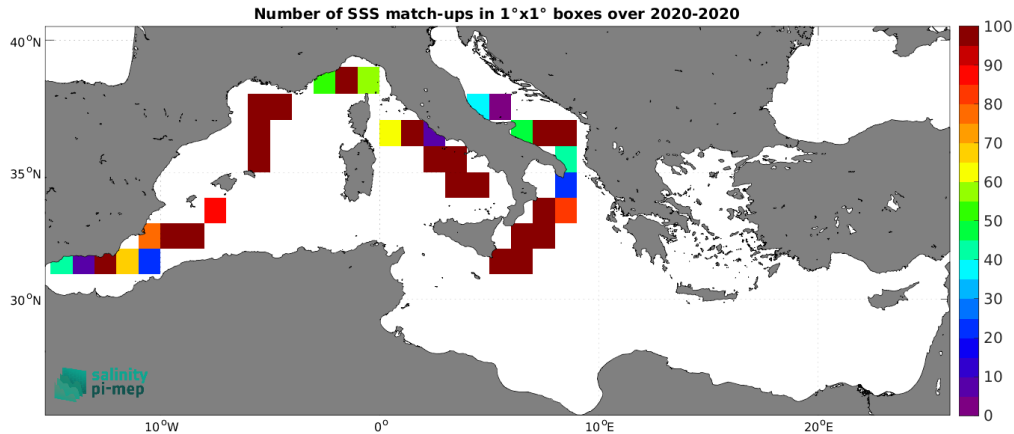 Number of SSS match-ups in 1°x1° boxes over 2020-2020
40°N
35°N
30°N
10°W
0°
10°E
20°E
100
90
80
70
60
50
40
30
20
10
0
salinity
pi-mep